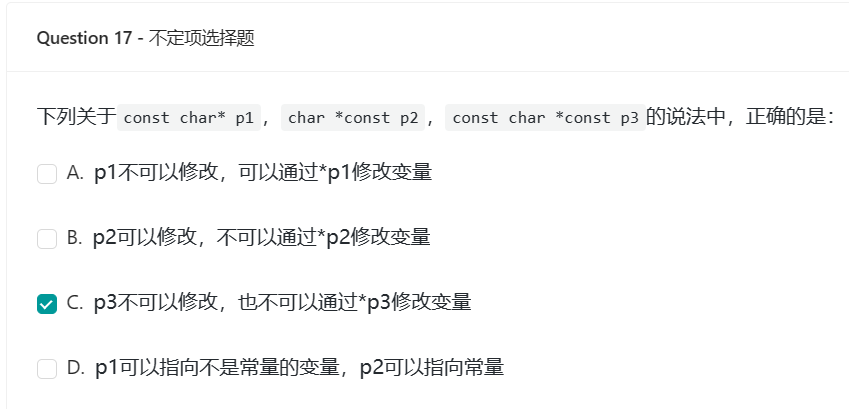 Question 17 - 不定项选择题
下列关于 const char* p1, char *const p2, const char *const p3 的说法中，正确的是：
A. p1不可以修改，可以通过*p1修改变量
B. p2可以修改，不可以通过*p2修改变量
C. p3不可以修改，也不可以通过*p3修改变量
D. p1可以指向不是常量的变量，p2可以指向常量